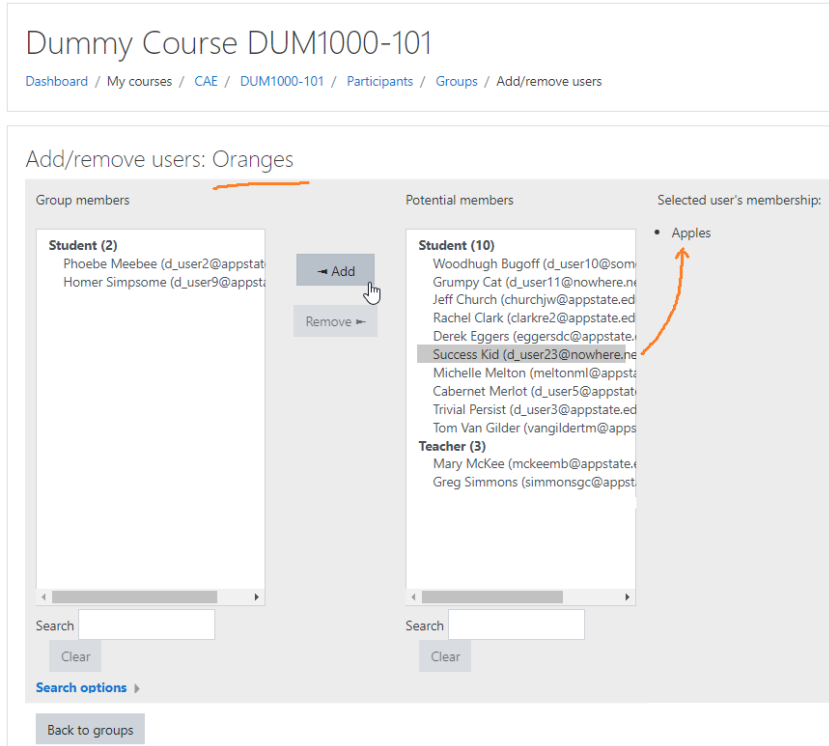 Dummy Course DUM1000-101
Dashboard / My courses / CAE / DUM1000-101 / Participants / Groups / Add/remove users
Add/remove users: Oranges
Group members
Student (2)
Phoebe Meebee (d_user2@appstat
Homer Simpsome (d_user9@appsta
◄ Add
Remove ►
Potential members
Student (10)
Woodhugh Bugoff (d_user10@som
Grumpy Cat (d_user11@nowhere.ne
Jeff Church (churchjw@appstate.ed
Rachel Clark (clarkre2@appstate.ed
Derek Eggers (eggersdc@appstate.
Success Kid (d_user23@nowhere.ne
Michelle Melton (meltonml@appsta
Cabernet Merlot (d_user5@appstat
Trivial Persist (d_user3@appstate.ed
Tom Van Gilder (vangildertm@apps
Teacher (3)
Mary McKee (mckeemb@appstate.e
Greg Simmons (simmonsgc@appst
Selected user's membership:
• Apples
Search
Clear
Search options
Search
Clear
Back to groups